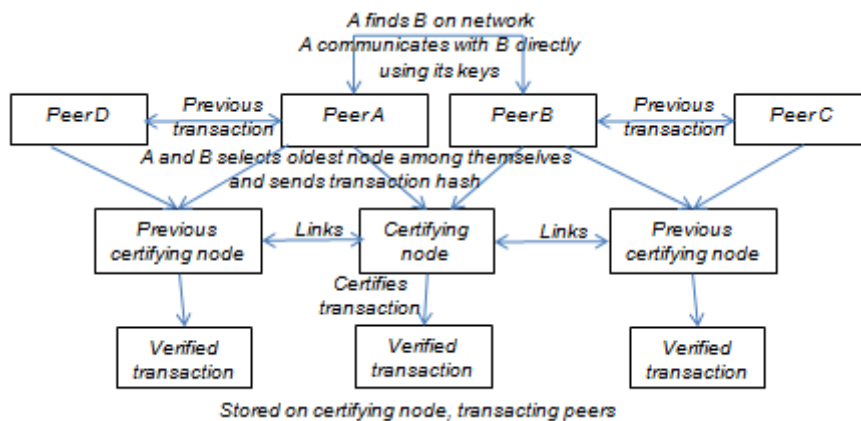 A finds B on network
A communicates with B directly
using its keys
Peer D
Previous
transaction
Peer A
Peer B
Previous
transaction
Peer C
A and B selects oldest node among themselves
and sends transaction hash
Previous
certifying node
Links
Certifying
node
Links
Previous
certifying node
Certifies
transaction
Verified
transaction
Verified
transaction
Verified
transaction
Stored on certifying node, transacting peers